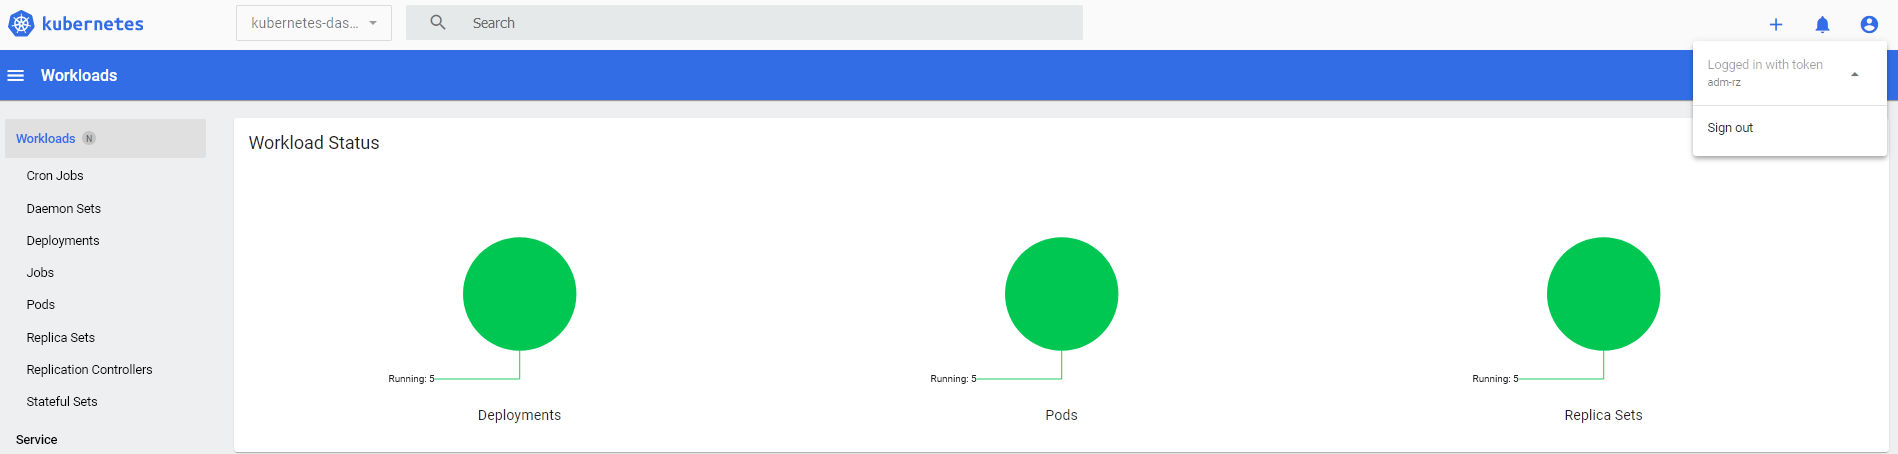 kubernetes
kubernetes-das...
Search
Workloads
Logged in with token
adm-rz
Sign out
Workloads N
Cron Jobs
Daemon Sets
Deployments
Jobs
Pods
Replica Sets
Replication Controllers
Stateful Sets
Service
Workload Status
Running: 5
Deployments
Running: 5
Pods
Running: 5
Replica Sets